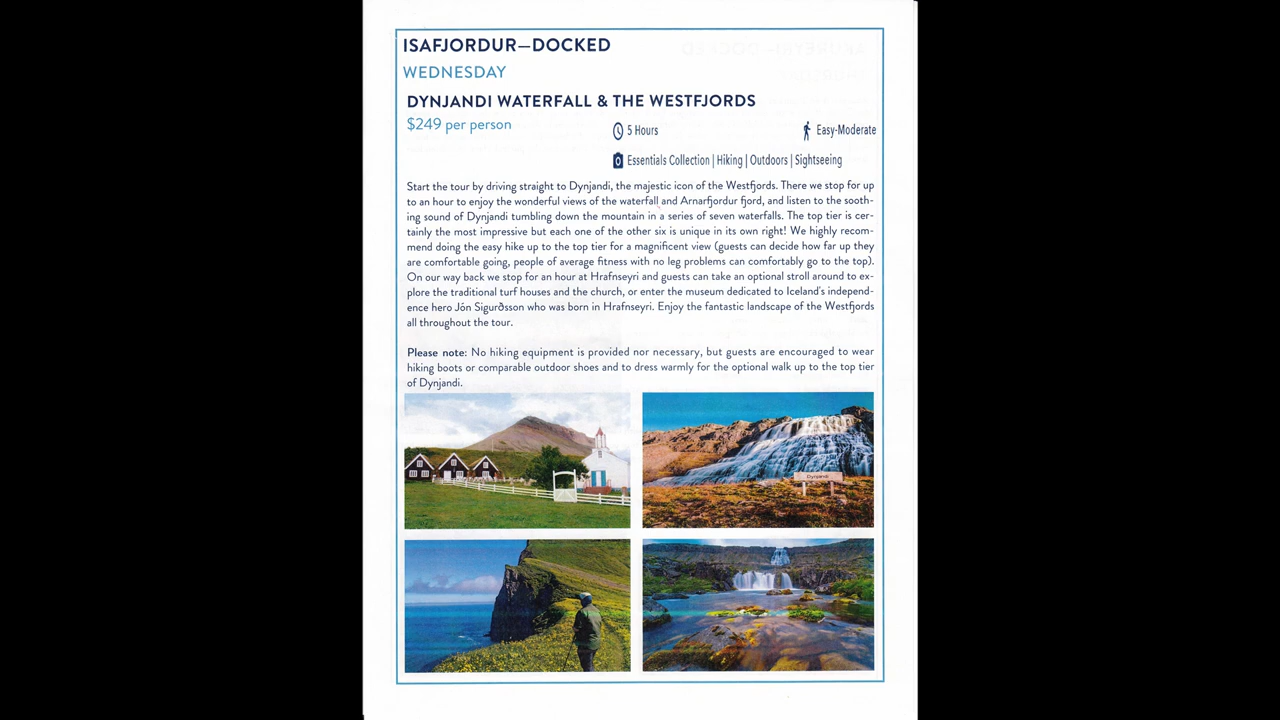 ISAFJORDUR—DOCKED
WEDNESDAY
DYNJANDI WATERFALL & THE WESTFJORDS
$249 per person
5 Hours
Easy-Moderate
Essentials Collection | Hiking | Outdoors | Sightseeing
Start the tour by driving straight to Dynjandi, the majestic icon of the Westfjords. There we stop for up
to an hour to enjoy the wonderful views of the waterfall and Arnarfjordur fjord, and listen to the sooth-
ing sound of Dynjandi tumbling down the mountain in a series of seven waterfalls. The top tier is cer-
tainly the most impressive but each one of the other six is unique in its own right! We highly recom-
mend doing the easy hike up to the top tier for a magnificent view (guests can decide how far up they
are comfortable going, people of average fitness with no leg problems can comfortably go to the top).
On our way back we stop for an hour at Hrafnseyri and guests can take an optional stroll around to ex-
plore the traditional turf houses and the church, or enter the museum dedicated to Iceland's independ-
ence hero Jón Sigurðsson who was born in Hrafnseyri. Enjoy the fantastic landscape of the Westfjords
all throughout the tour.
Please note: No hiking equipment is provided nor necessary, but guests are encouraged to wear
hiking boots or comparable outdoor shoes and to dress warmly for the optional walk up to the top tier
of Dynjandi.
Dynjandi